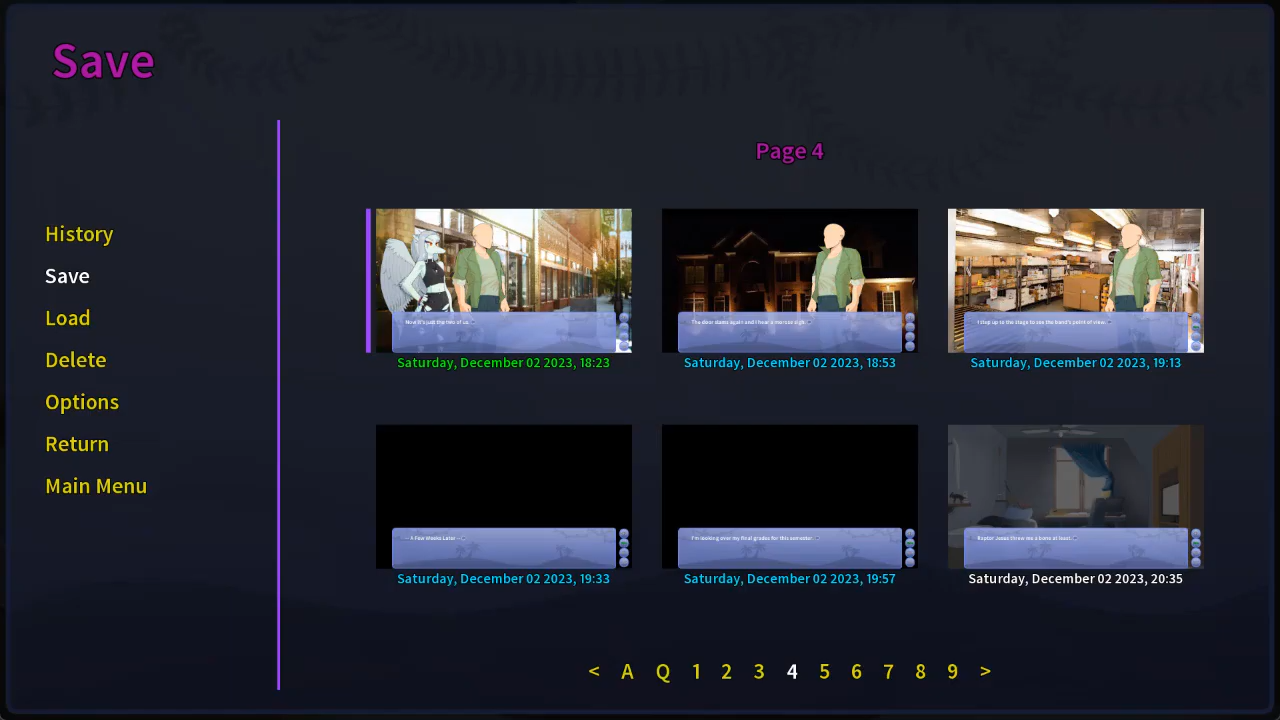 Save
Page 4
History
Save
Load
Delete
Options
Return
Main Menu
Now it's just the two of us.
The door slams again and I hear a morose sigh.
I step up to the stage to see the band's point of view.
Saturday, December 02 2023, 18:23
Saturday, December 02 2023, 18:53
Saturday, December 02 2023, 19:13
A Few Weeks Later
I'm looking over my final grades for this semester.
Raptor Jesus threw me a bone at least.
Saturday, December 02 2023, 19:33
Saturday, December 02 2023, 19:57
Saturday, December 02 2023, 20:35
< A Q 1 2 3 4 5 6 7 8 9 >